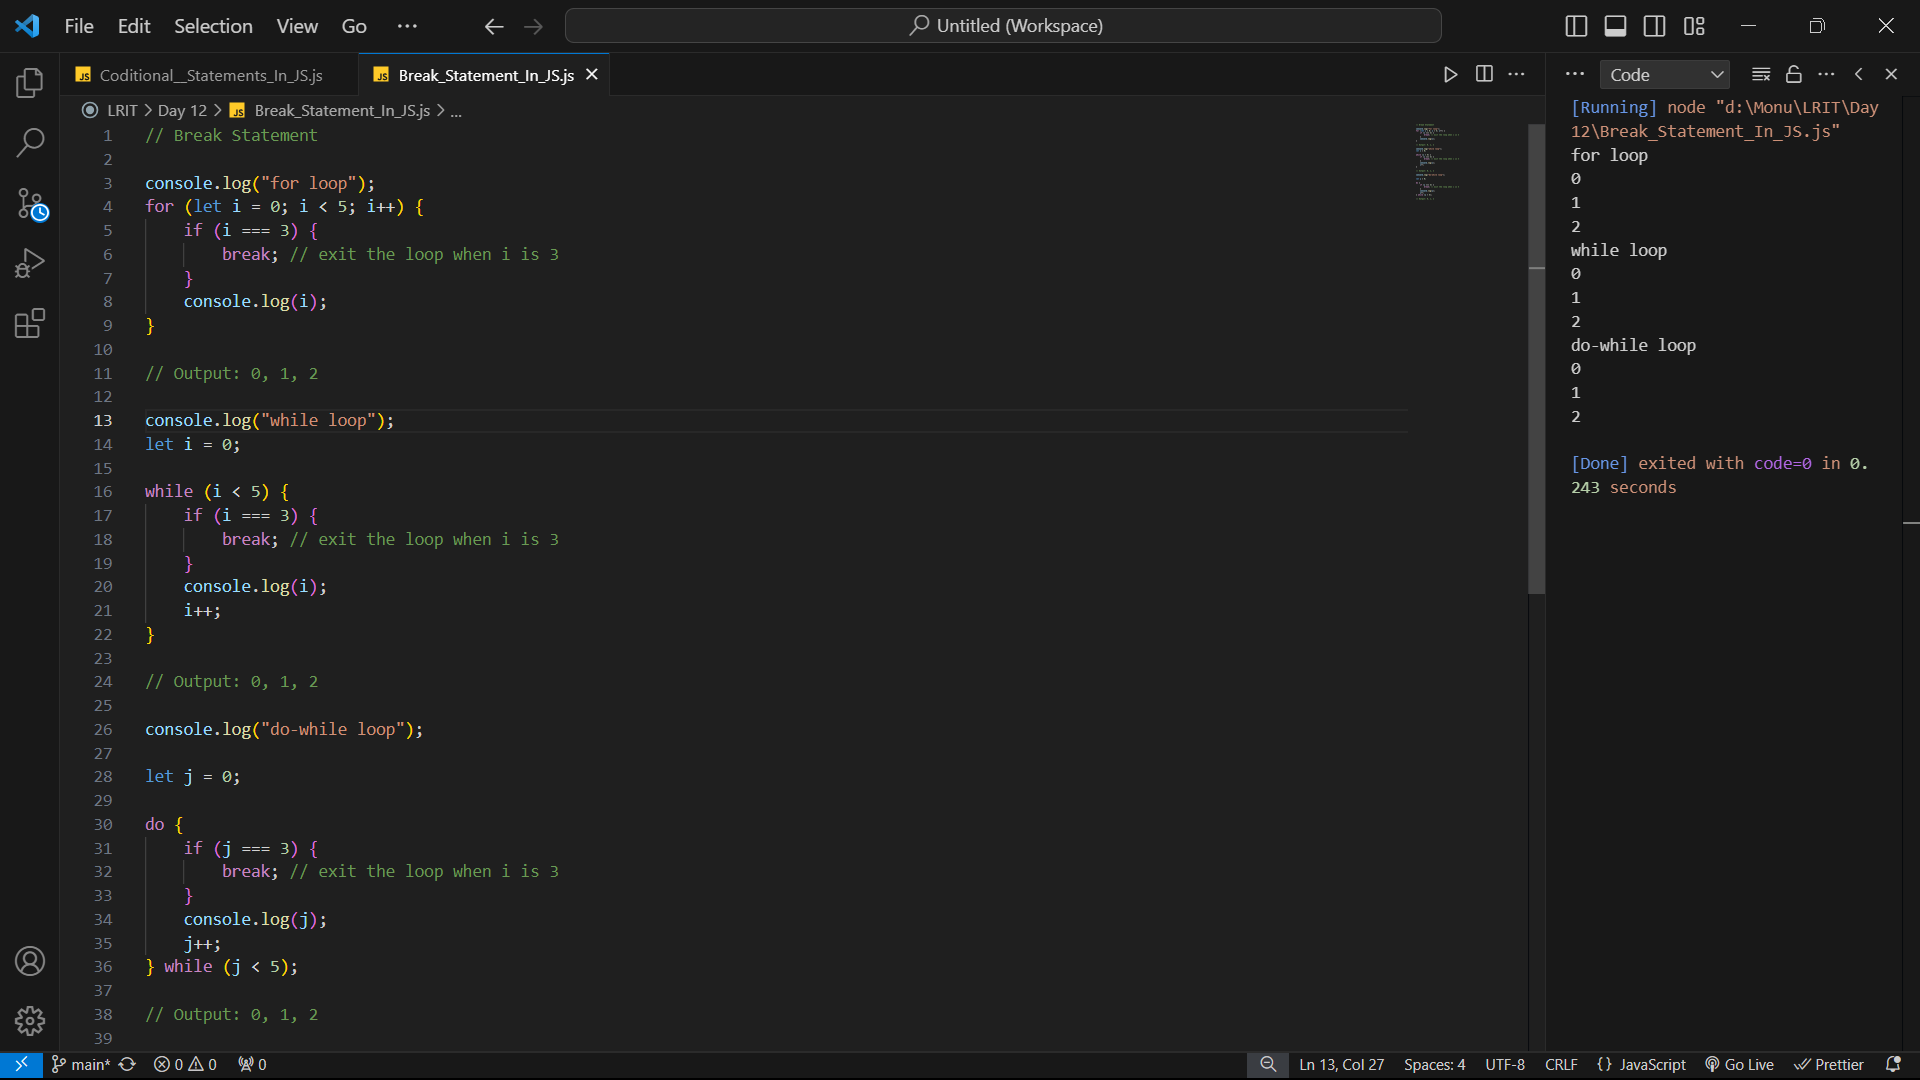 File Edit Selection View Go ··· Untitled (Workspace)
Coditional__Statements_In_JS.js
Break_Statement_In_JS.js
LRIT > Day 12 > JS Break_Statement_In_JS.js > ...
1 // Break Statement
2
3 console.log("for loop");
4 for (let i = 0; i < 5; i++) {
5 if (i === 3) {
6 break; // exit the loop when i is 3
7 }
8 console.log(i);
9 }
10
11 // Output: 0, 1, 2
12
13 console.log("while loop");
14 let i = 0;
15
16 while (i < 5) {
17 if (i === 3) {
18 break; // exit the loop when i is 3
19 }
20 console.log(i);
21 i++;
22 }
23
24 // Output: 0, 1, 2
25
26 console.log("do-while loop");
27
28 let j = 0;
29
30 do {
31 if (j === 3) {
32 break; // exit the loop when i is 3
33 }
34 console.log(j);
35 j++;
36 } while (j < 5);
37
38 // Output: 0, 1, 2
39
Code
[Running] node "d:\Monu\LRIT\Day
12\Break_Statement_In_JS.js"
for loop
0
1
2
while loop
0
1
2
do-while loop
0
1
2
[Done] exited with code=0 in 0.
243 seconds
main* 0 0 0 Ln 13, Col 27 Spaces: 4 UTF-8 CRLF {} JavaScript Go Live Prettier